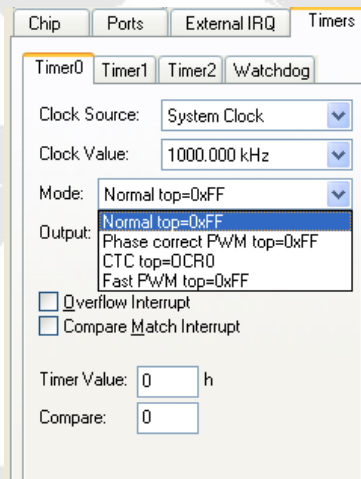 Chip Ports External IRQ Timers
Timer0 Timer1 Timer2 Watchdog
Clock Source: System Clock
Clock Value: 1000.000 kHz
Mode: Normal top=0xFF
Output:
Normal top=0xFF
Phase correct PWM top=0xFF
CTC top=OCR0
Fast PWM top=0xFF
Overflow Interrupt
Compare Match Interrupt
Timer Value: 0 h
Compare: 0